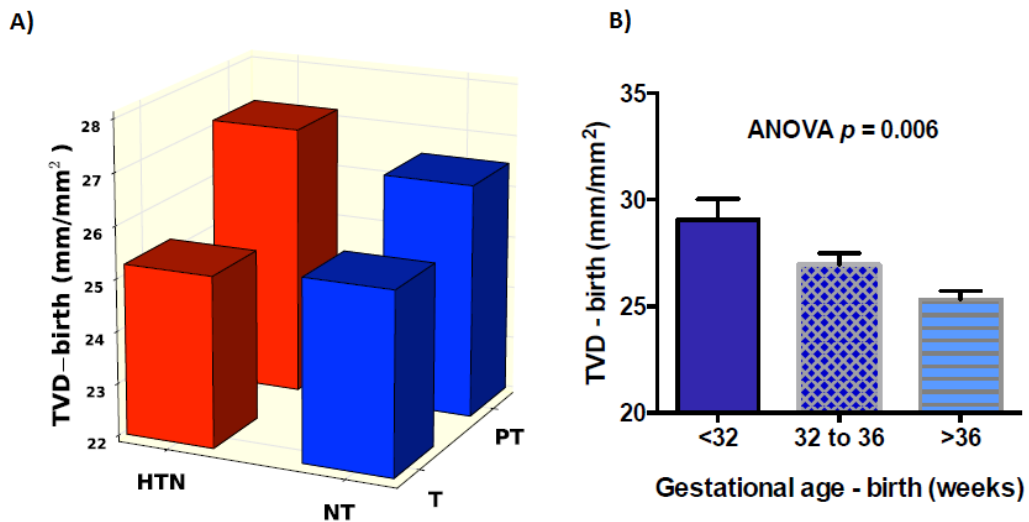 A)
TVD−birth (mm/mm²)
28
27
26
25
24
23
22
HTN
NT
T
PT
B)
TVD - birth (mm/mm²)
35
30
25
20
ANOVA p = 0.006
<32
32 to 36
>36
Gestational age - birth (weeks)